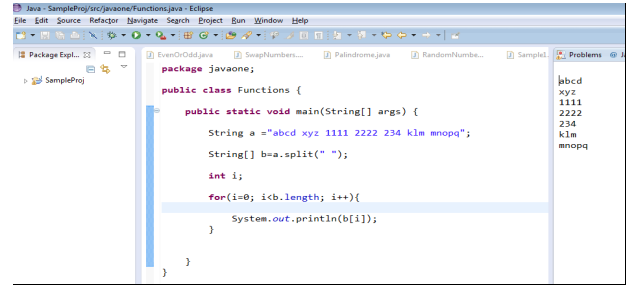 Java - SampleProj/src/javaone/Functions.java - Eclipse
File Edit Source Refactor Navigate Search Project Run Window Help
Package Expl...
EvenOrOdd.java SwapNumbers.... Palindrome.java RandomNumbe... SampleI. Problems @ Ja
SampleProj
package javaone;
public class Functions {
public static void main(String[] args) {
String a ="abcd xyz 1111 2222 234 klm mnopq";
String[] b=a.split(" ");
int i;
for(i=0; i<b.length; i++){
System.out.println(b[i]);
}
}
}
abcd
xyz
1111
2222
234
klm
mnopq